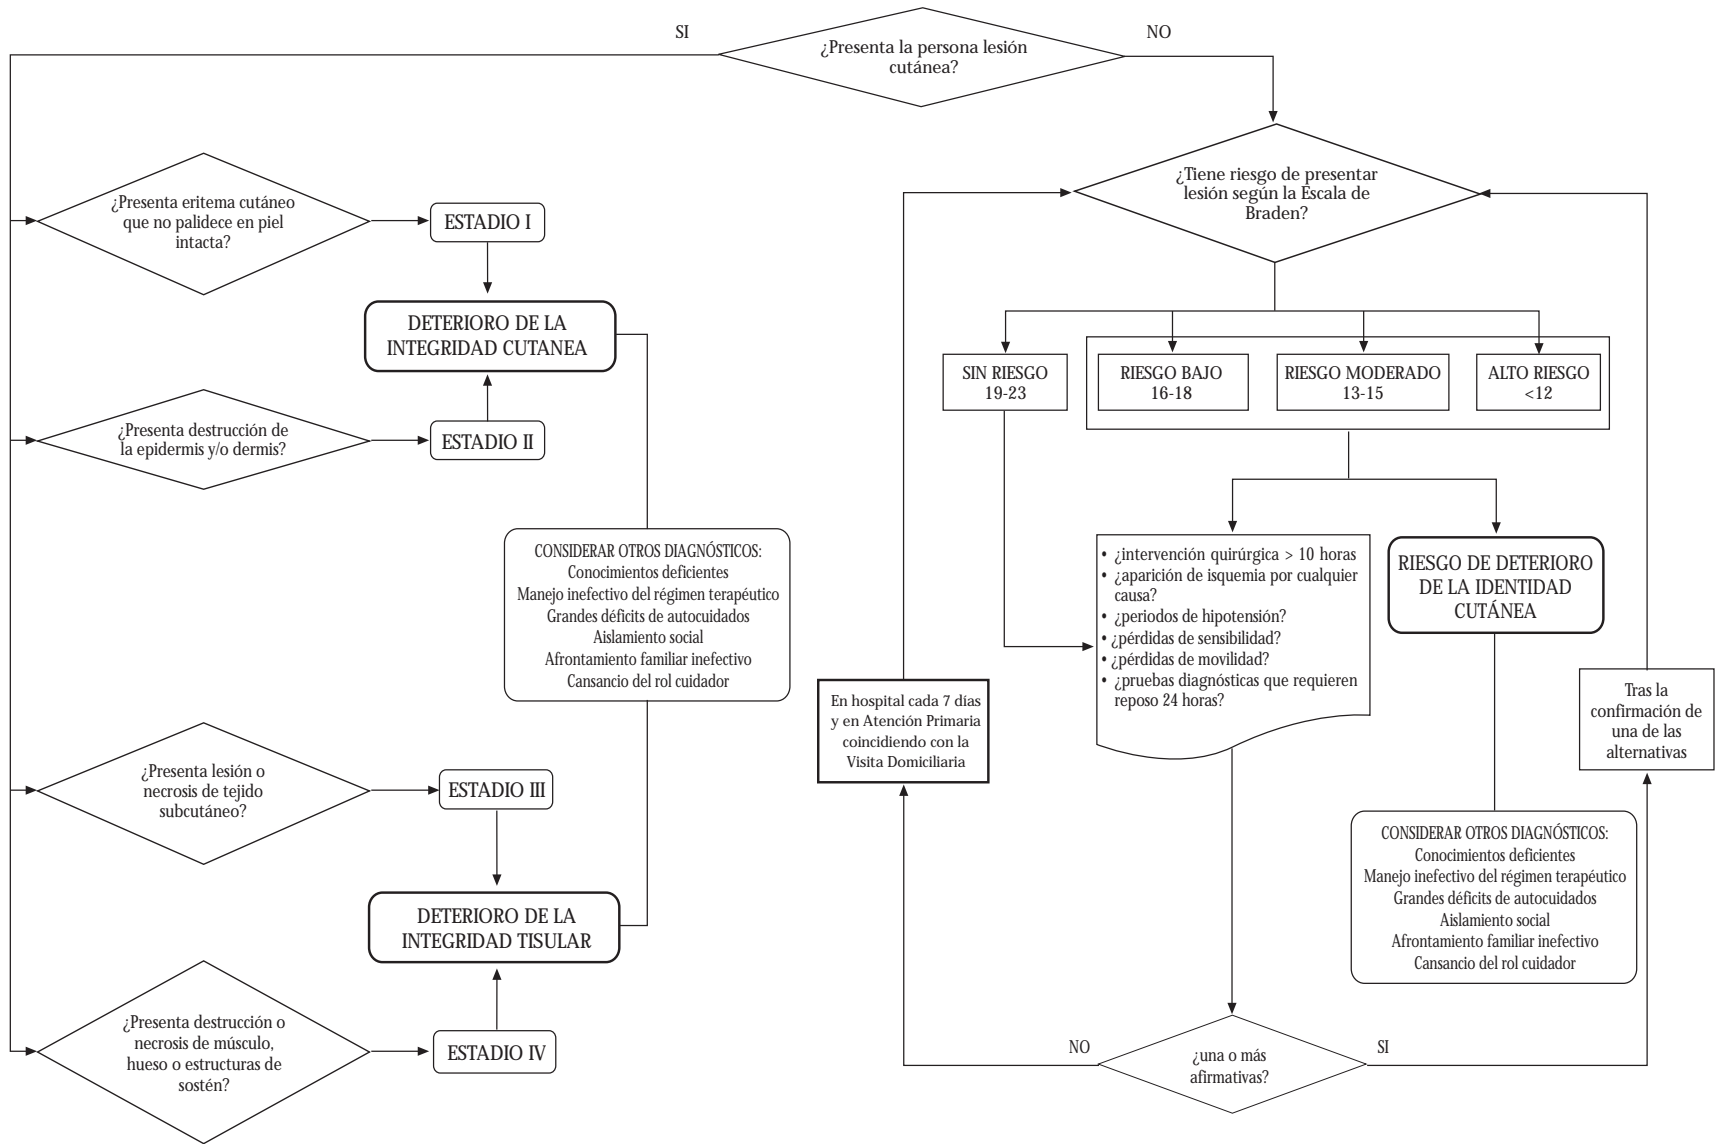 SI
NO
¿Presenta la persona lesión
cutánea?
¿Presenta eritema cutáneo
que no palidece en piel
intacta?
ESTADIO I
DETERIORO DE LA
INTEGRIDAD CUTANEA
¿Presenta destrucción de
la epidermis y/o dermis?
ESTADIO II
CONSIDERAR OTROS DIAGNÓSTICOS:
Conocimientos deficientes
Manejo inefectivo del régimen terapéutico
Grandes déficits de autocuidados
Aislamiento social
Afrontamiento familiar inefectivo
Cansancio del rol cuidador
¿Presenta lesión o
necrosis de tejido
subcutáneo?
ESTADIO III
DETERIORO DE LA
INTEGRIDAD TISULAR
¿Presenta destrucción o
necrosis de músculo,
hueso o estructuras de
sostén?
ESTADIO IV
¿Tiene riesgo de presentar
lesión según la Escala de
Braden?
SIN RIESGO
19-23
RIESGO BAJO
16-18
RIESGO MODERADO
13-15
ALTO RIESGO
<12
• ¿intervención quirúrgica > 10 horas
• ¿aparición de isquemia por cualquier
causa?
• ¿periodos de hipotensión?
• ¿pérdidas de sensibilidad?
• ¿pérdidas de movilidad?
• ¿pruebas diagnósticas que requieren
reposo 24 horas?
RIESGO DE DETERIORO
DE LA IDENTIDAD
CUTÁNEA
En hospital cada 7 días
y en Atención Primaria
coincidiendo con la
Visita Domiciliaria
Tras la
confirmación de
una de las
alternativas
CONSIDERAR OTROS DIAGNÓSTICOS:
Conocimientos deficientes
Manejo inefectivo del régimen terapéutico
Grandes déficits de autocuidados
Aislamiento social
Afrontamiento familiar inefectivo
Cansancio del rol cuidador
NO
¿una o más
afirmativas?
SI